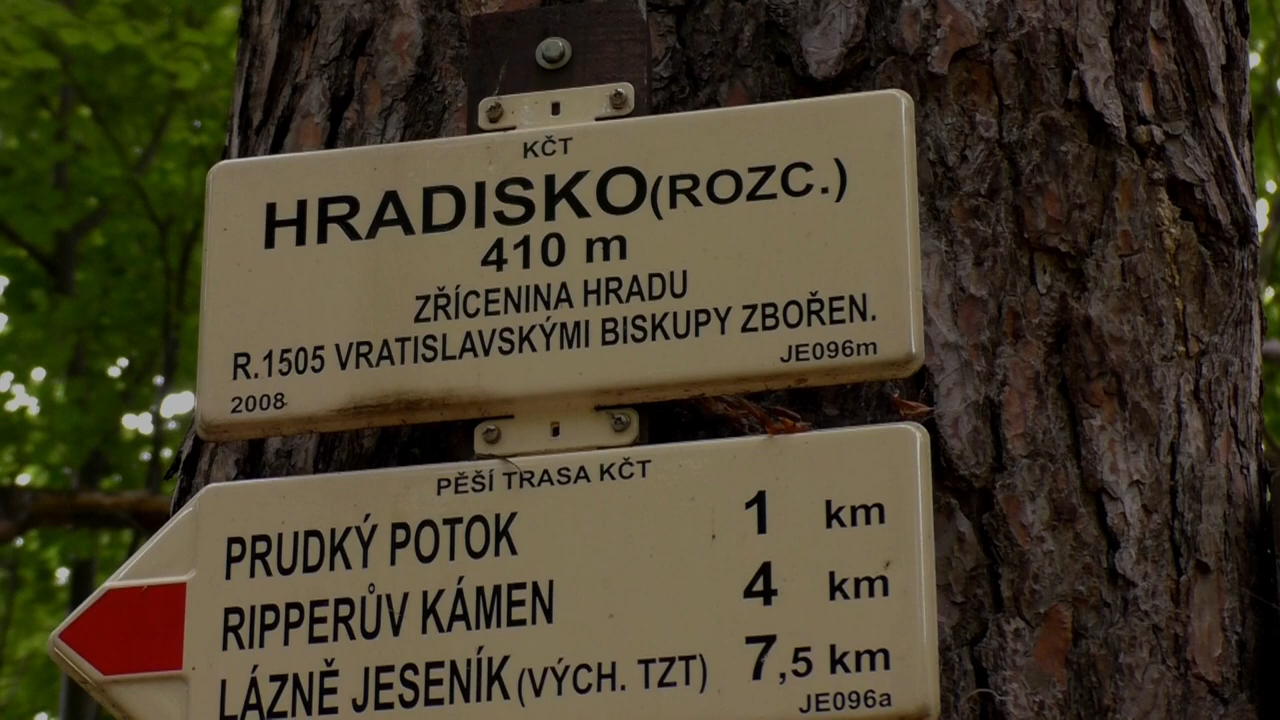 KČT
HRADISKO(ROZC.)
410 m
ZŘÍCENINA HRADU
R.1505 VRATISLAVSKÝMI BISKUPY ZBOŘEN.
2008 JE096m
PĚŠÍ TRASA KČT
PRUDKÝ POTOK 1 km
RIPPERŮV KÁMEN 4 km
LÁZNĚ JESENÍK(VÝCH. TZT) 7,5 km
JE096a